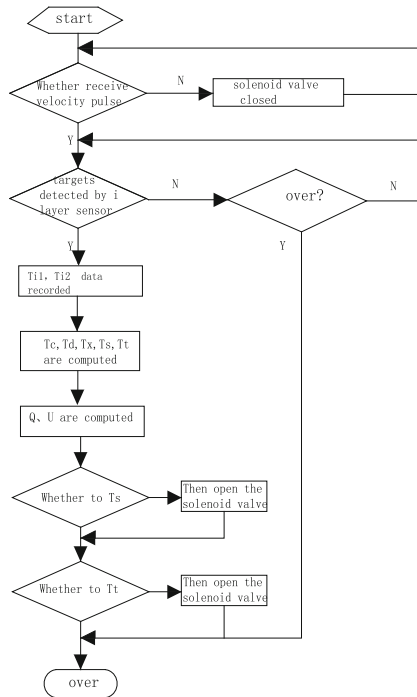 start
Whether receive
velocity pulse
N
solenoid valve
closed
Y
targets
detected by i
layer sensor
N
over?
N
Y
Y
Ti1, Ti2 data
recorded
Tc,Td,Tx,Ts,Tt
are computed
Q、U are computed
Whether to Ts
Then open the
solenoid valve
Whether to Tt
Then open the
solenoid valve
over